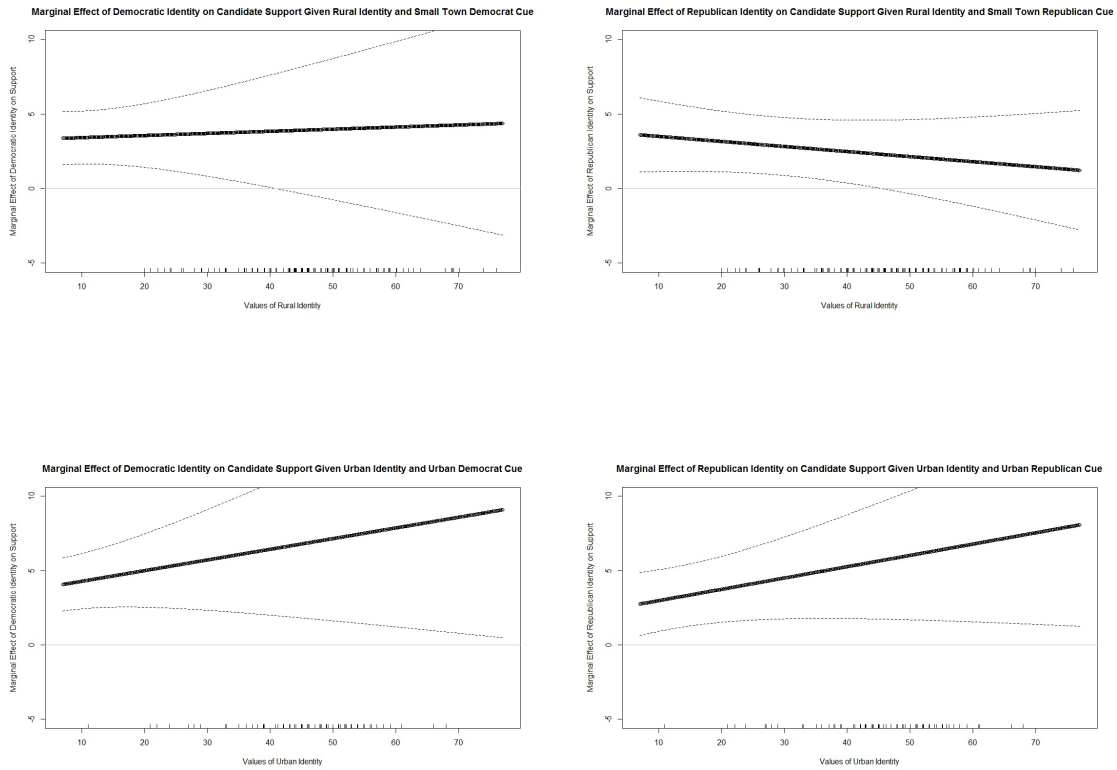 Marginal Effect of Democratic Identity on Candidate Support Given Rural Identity and Small Town Democrat Cue
Marginal Effect of Democratic Identity on Support
10
5
0
-5
10 20 30 40 50 60 70
Values of Rural Identity
Marginal Effect of Republican Identity on Candidate Support Given Rural Identity and Small Town Republican Cue
Marginal Effect of Republican Identity on Support
10
5
0
-5
10 20 30 40 50 60 70
Values of Rural Identity
Marginal Effect of Democratic Identity on Candidate Support Given Urban Identity and Urban Democrat Cue
Marginal Effect of Democratic Identity on Support
10
5
0
-5
10 20 30 40 50 60 70
Values of Urban Identity
Marginal Effect of Republican Identity on Candidate Support Given Urban Identity and Urban Republican Cue
Marginal Effect of Republican Identity on Support
10
5
0
-5
10 20 30 40 50 60 70
Values of Urban Identity